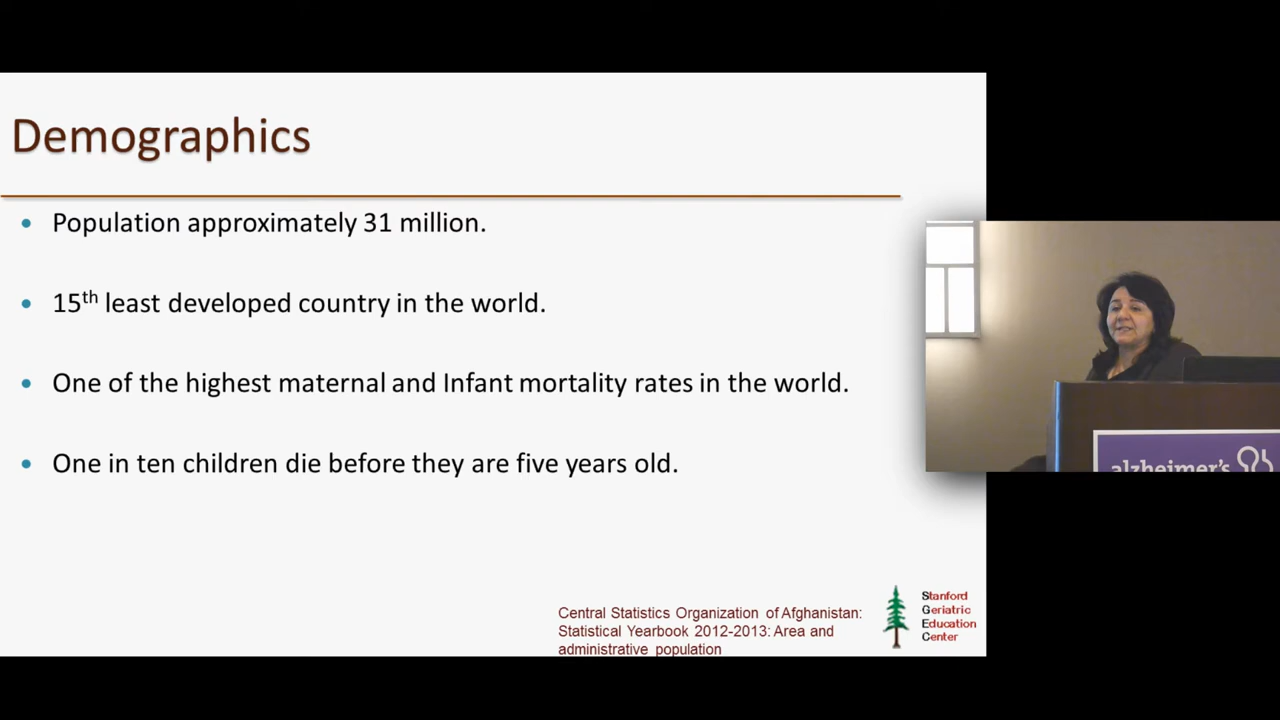 Demographics
• Population approximately 31 million.
• 15th least developed country in the world.
• One of the highest maternal and Infant mortality rates in the world.
• One in ten children die before they are five years old.
Central Statistics Organization of Afghanistan:
Statistical Yearbook 2012-2013: Area and
administrative population
Stanford
Geriatric
Education
Center
alzheimer's